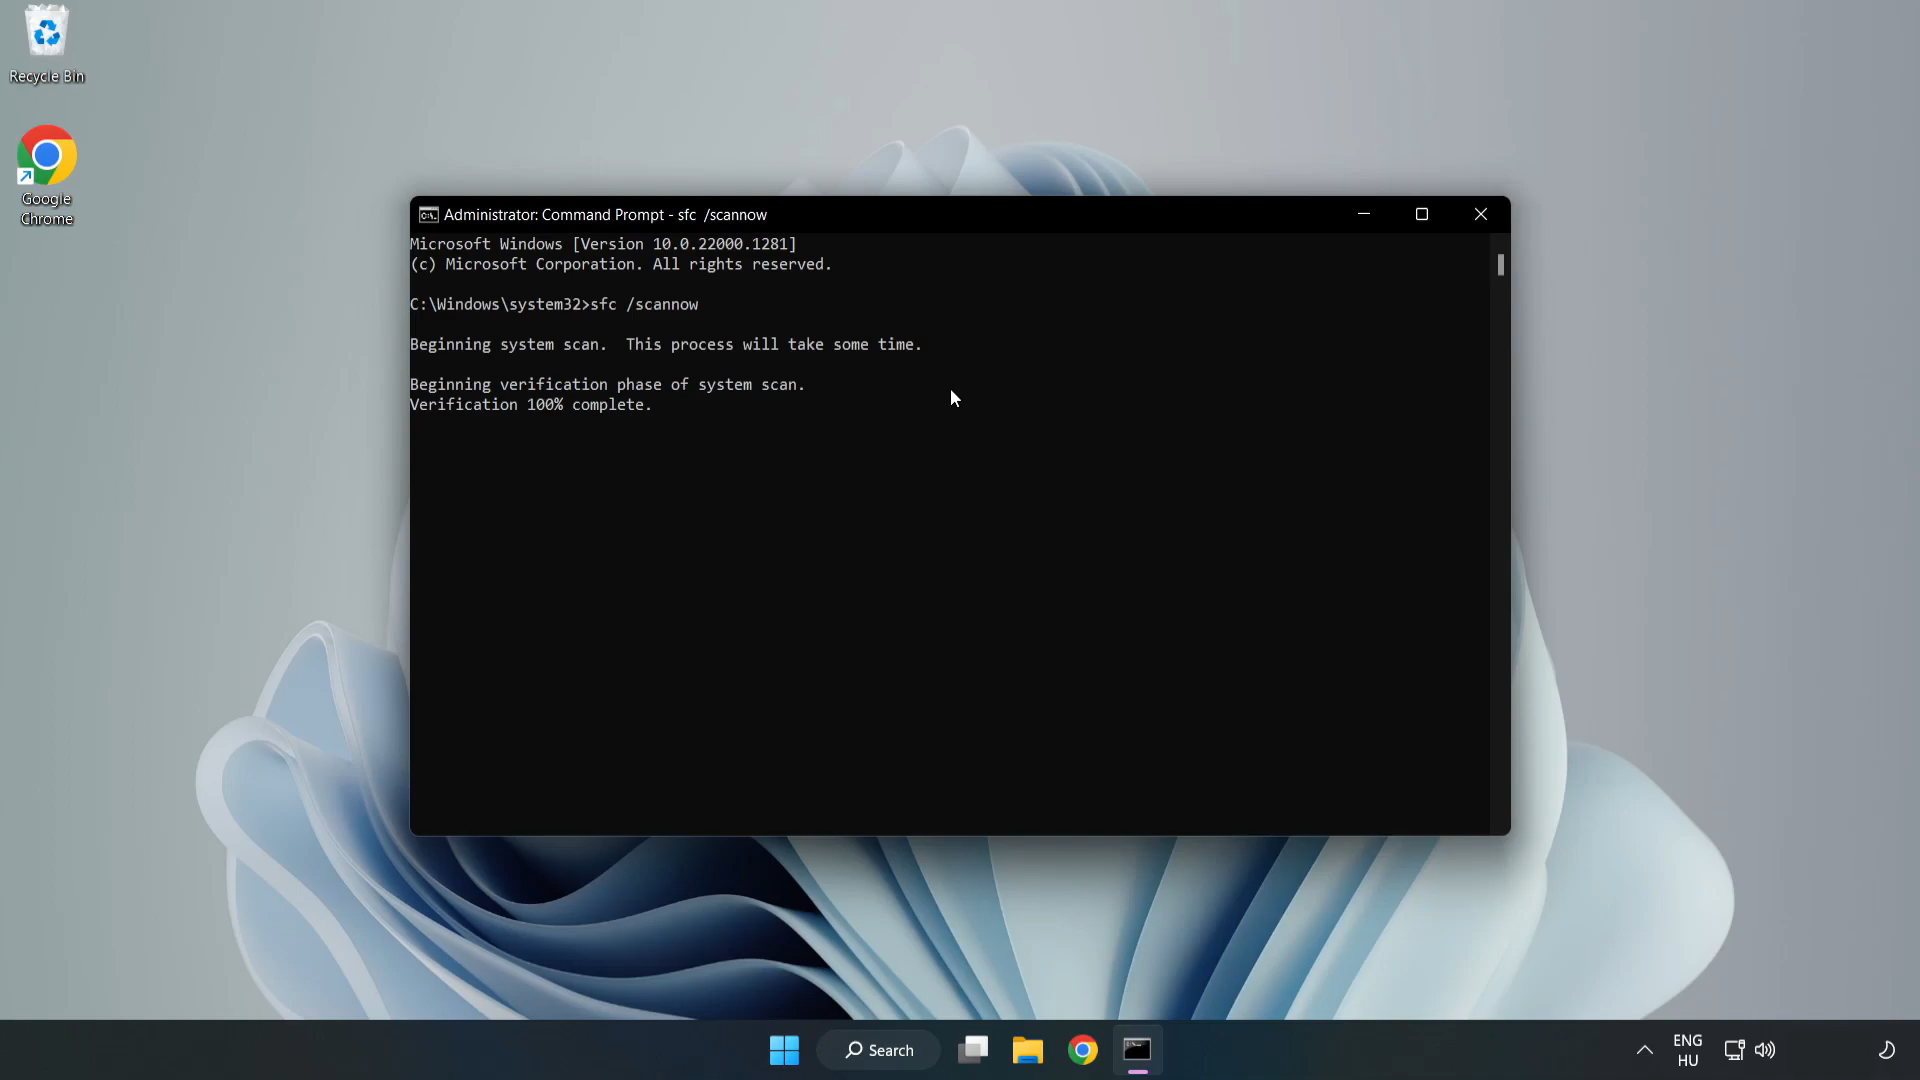 Recycle Bin
Google
Chrome
Administrator: Command Prompt - sfc  /scannow
Microsoft Windows [Version 10.0.22000.1281]
(c) Microsoft Corporation. All rights reserved.
C:\Windows\system32>sfc /scannow
Beginning system scan.  This process will take some time.
Beginning verification phase of system scan.
Verification 100% complete.
Search
ENG
HU